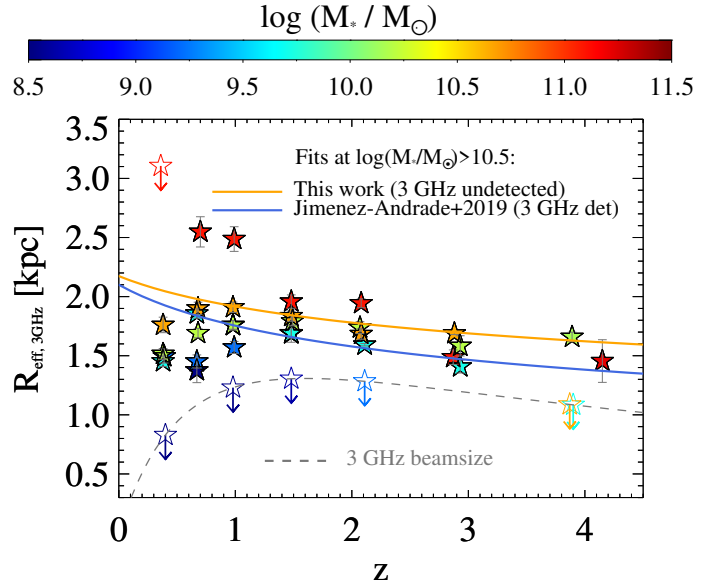 log (M* / M☉)
8.5 9.0 9.5 10.0 10.5 11.0 11.5
Fits at log(M*/M☉)>10.5:
This work (3 GHz undetected)
Jimenez-Andrade+2019 (3 GHz det)
3.5
3.0
2.5
2.0
1.5
1.0
0.5
R_eff, 3GHz [kpc]
3 GHz beamsize
0 1 2 3 4
z